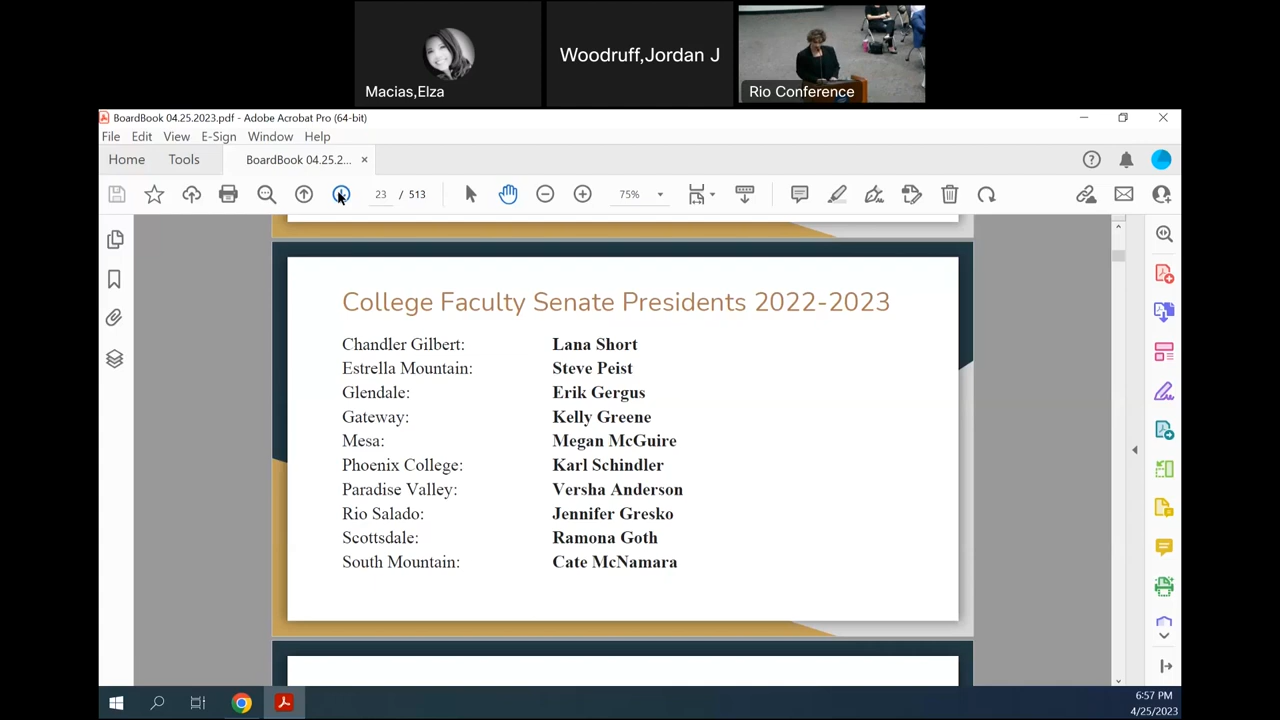 Woodruff,Jordan J
Macias,Elza
Rio Conference
BoardBook 04.25.2023.pdf - Adobe Acrobat Pro (64-bit)
File Edit View E-Sign Window Help
Home Tools BoardBook 04.25.2... ×
23 / 513 75%
College Faculty Senate Presidents 2022-2023
Chandler Gilbert: Lana Short
Estrella Mountain: Steve Peist
Glendale: Erik Gergus
Gateway: Kelly Greene
Mesa: Megan McGuire
Phoenix College: Karl Schindler
Paradise Valley: Versha Anderson
Rio Salado: Jennifer Gresko
Scottsdale: Ramona Goth
South Mountain: Cate McNamara
6:57 PM
4/25/2023